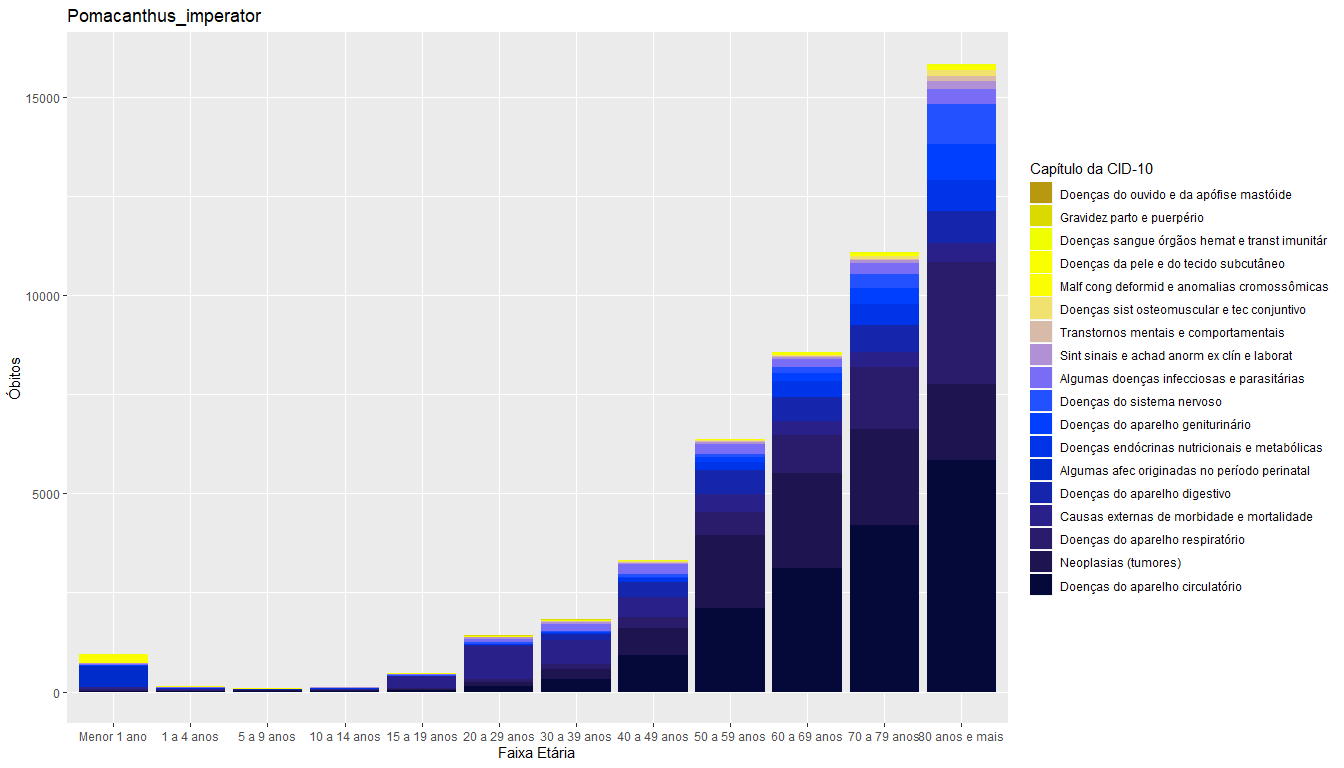 Pomacanthus_imperator
15000
10000
5000
0
Óbitos
Menor 1 ano
1 a 4 anos
5 a 9 anos
10 a 14 anos
15 a 19 anos
20 a 29 anos
30 a 39 anos
40 a 49 anos
50 a 59 anos
60 a 69 anos
70 a 79 anos
80 anos e mais
Faixa Etária
Capítulo da CID-10
Doenças do ouvido e da apófise mastóide
Gravidez parto e puerpério
Doenças sangue órgãos hemat e transt imunitár
Doenças da pele e do tecido subcutâneo
Malf cong deformid e anomalias cromossômicas
Doenças sist osteomuscular e tec conjuntivo
Transtornos mentais e comportamentais
Sint sinais e achad anorm ex clín e laborat
Algumas doenças infecciosas e parasitárias
Doenças do sistema nervoso
Doenças do aparelho geniturinário
Doenças endócrinas nutricionais e metabólicas
Algumas afec originadas no período perinatal
Doenças do aparelho digestivo
Causas externas de morbidade e mortalidade
Doenças do aparelho respiratório
Neoplasias (tumores)
Doenças do aparelho circulatório